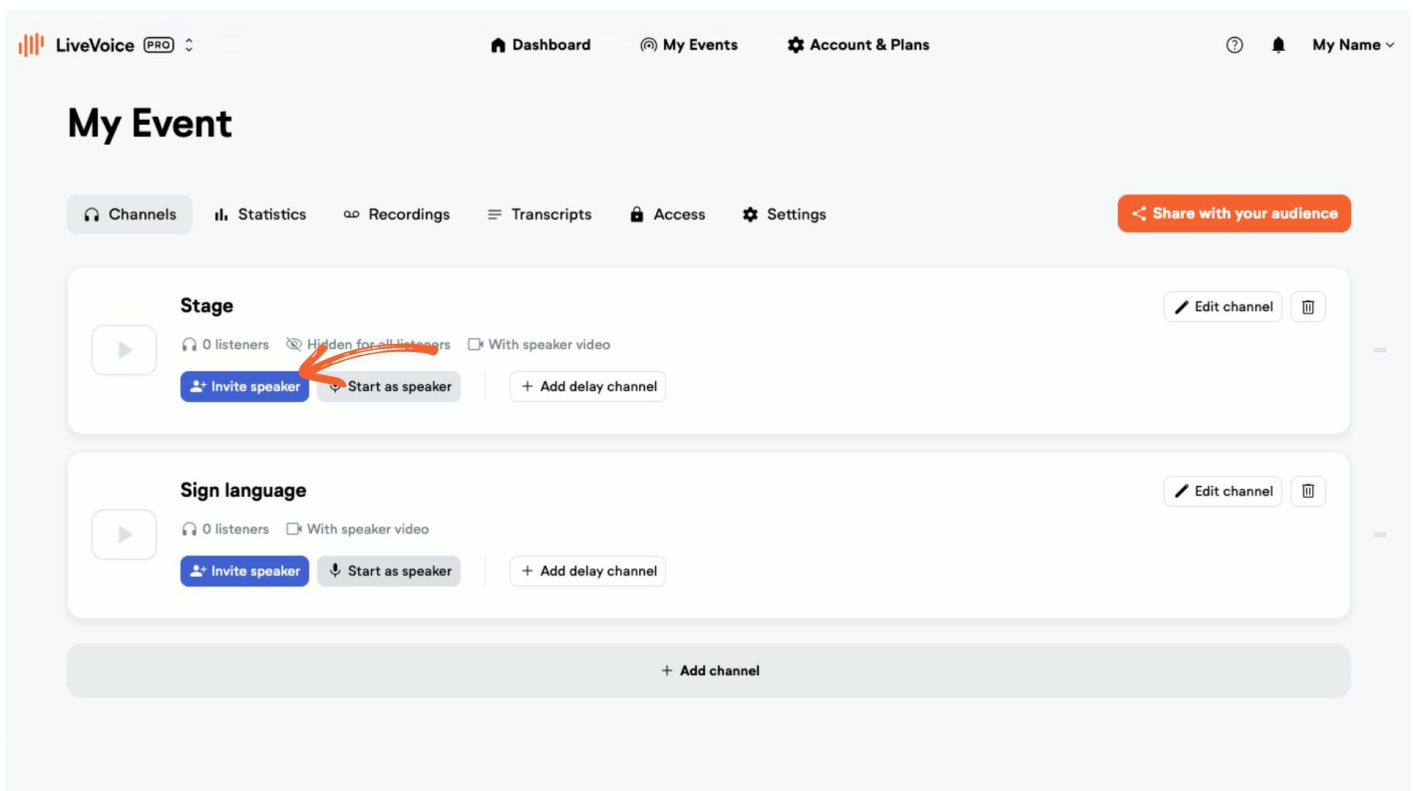 LiveVoice PRO Dashboard My Events Account & Plans ? My Name
My Event
Channels Statistics Recordings Transcripts Access Settings Share with your audience
Stage Edit channel
0 listeners Hidden for all listeners With speaker video
Invite speaker Start as speaker + Add delay channel
Sign language Edit channel
0 listeners With speaker video
Invite speaker Start as speaker + Add delay channel
+ Add channel